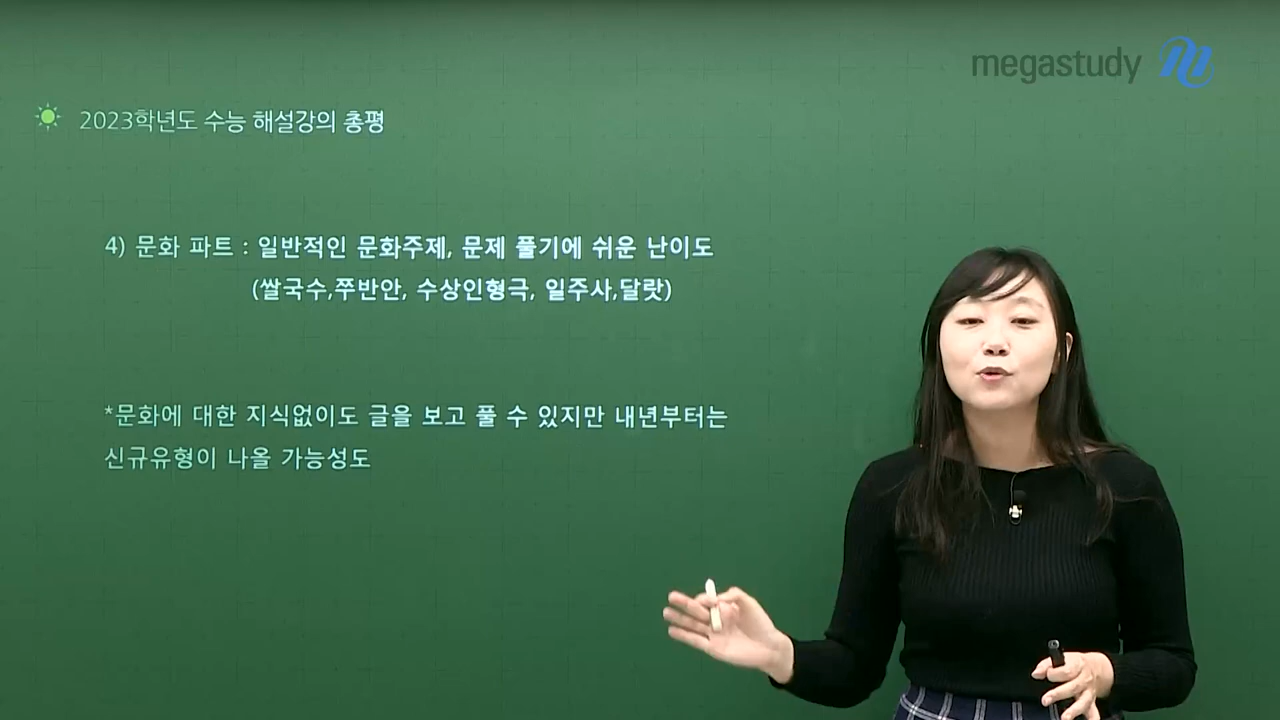 megastudy
2023학년도 수능 해설강의 총평
4) 문화 파트 : 일반적인 문화주제, 문제 풀기에 쉬운 난이도
(쌀국수,쭈반안, 수상인형극, 일주사,달랏)
*문화에 대한 지식없이도 글을 보고 풀 수 있지만 내년부터는
신규유형이 나올 가능성도